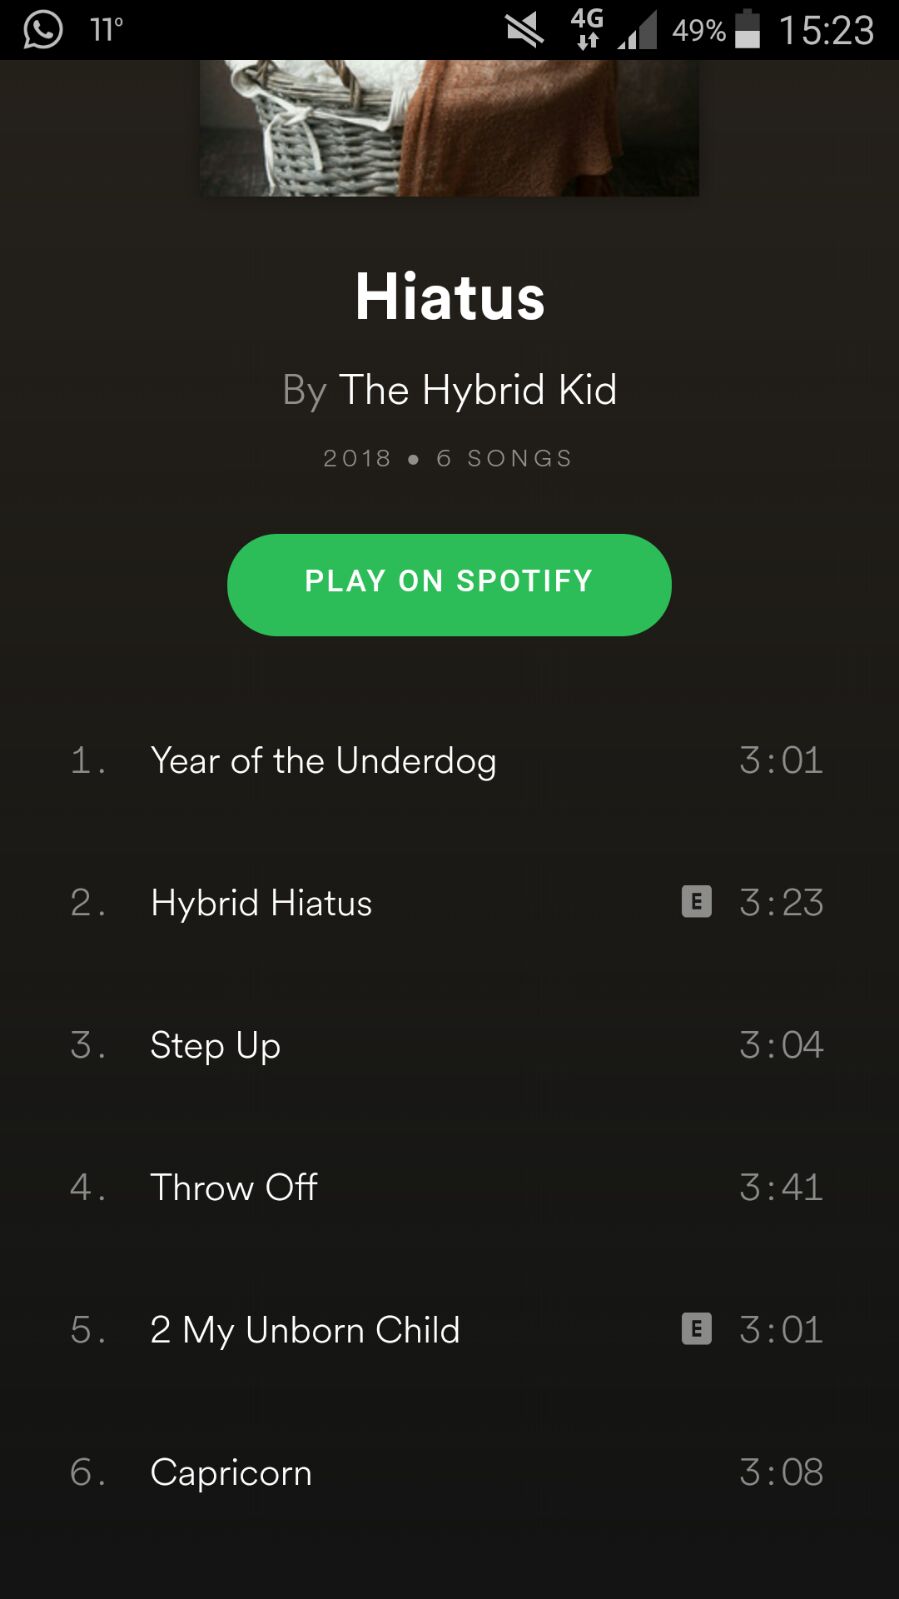 11° 4G 49% 15:23
Hiatus
By The Hybrid Kid
2018 • 6 SONGS
PLAY ON SPOTIFY
1. Year of the Underdog 3:01
2. Hybrid Hiatus E 3:23
3. Step Up 3:04
4. Throw Off 3:41
5. 2 My Unborn Child E 3:01
6. Capricorn 3:08